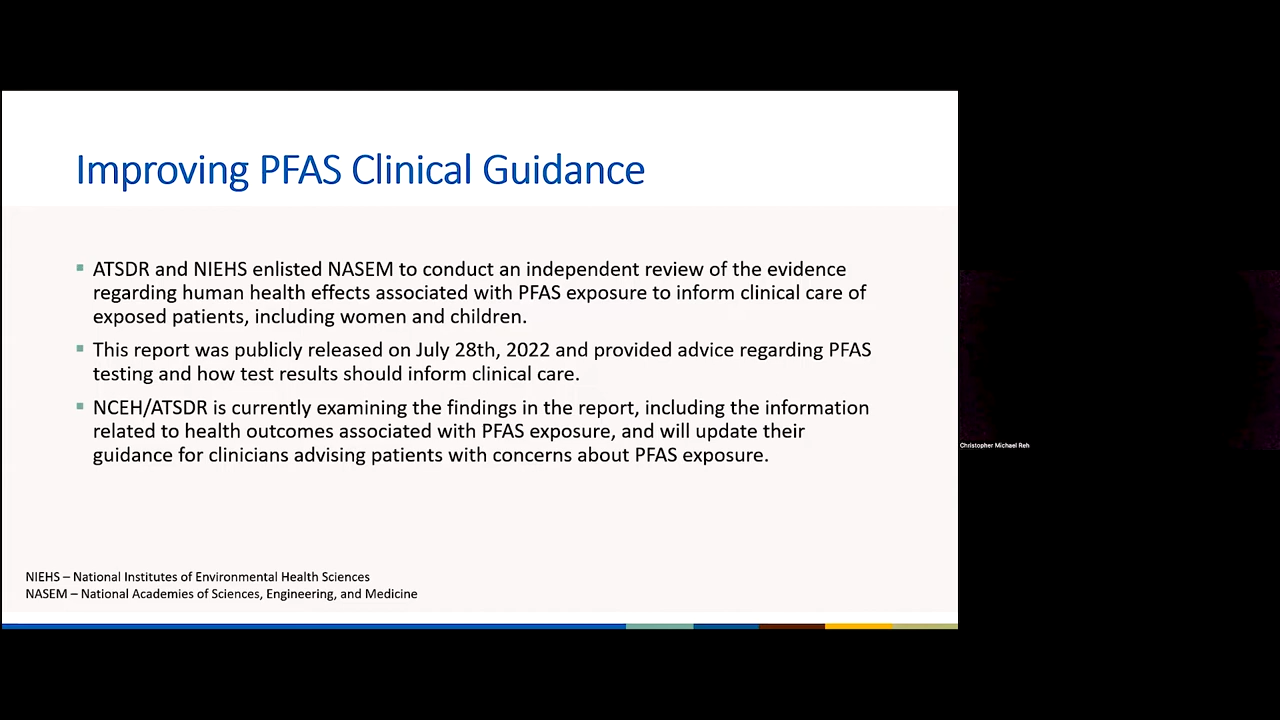 Improving PFAS Clinical Guidance
ATSDR and NIEHS enlisted NASEM to conduct an independent review of the evidence
regarding human health effects associated with PFAS exposure to inform clinical care of
exposed patients, including women and children.
This report was publicly released on July 28th, 2022 and provided advice regarding PFAS
testing and how test results should inform clinical care.
NCEH/ATSDR is currently examining the findings in the report, including the information
related to health outcomes associated with PFAS exposure, and will update their
guidance for clinicians advising patients with concerns about PFAS exposure.
NIEHS – National Institutes of Environmental Health Sciences
NASEM – National Academies of Sciences, Engineering, and Medicine
Christopher Michael Reh